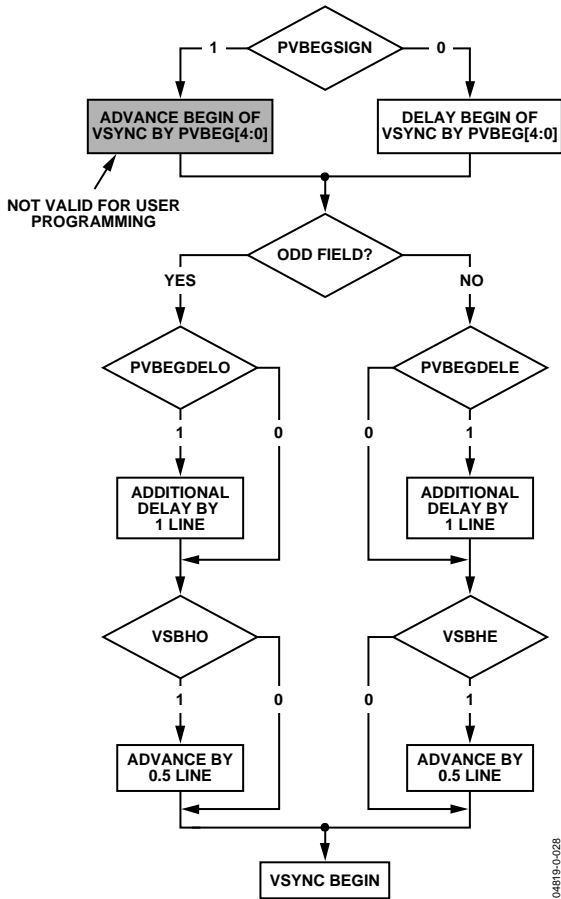 PVBEGSIGN
1
0
ADVANCE BEGIN OF
VSYNC BY PVBEG[4:0]
DELAY BEGIN OF
VSYNC BY PVBEG[4:0]
NOT VALID FOR USER
PROGRAMMING
ODD FIELD?
YES
NO
PVBEGDELO
PVBEGDELE
1
0
0
1
ADDITIONAL
DELAY BY
1 LINE
ADDITIONAL
DELAY BY
1 LINE
VSBHO
VSBHE
1
0
0
1
ADVANCE BY
0.5 LINE
ADVANCE BY
0.5 LINE
VSYNC BEGIN
04819-0-028